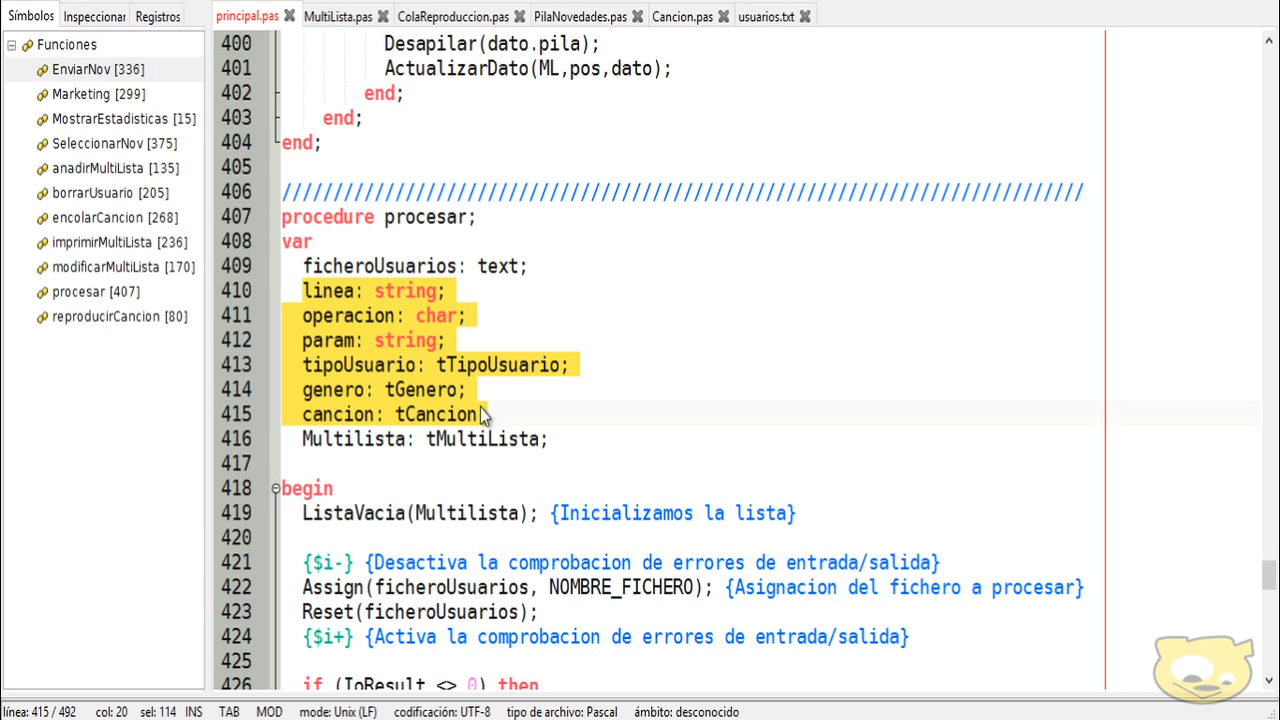 Símbolos Inspeccionar Registros principal.pas MultiLista.pas ColaReproduccion.pas PilaNovedades.pas Cancion.pas usuarios.txt
Funciones
EnviarNov [336]
Marketing [299]
MostrarEstadisticas [15]
SeleccionarNov [375]
anadirMultiLista [135]
borrarUsuario [205]
encolarCancion [268]
imprimirMultiLista [236]
modificarMultiLista [170]
procesar [407]
reproducirCancion [80]
400 Desapilar(dato.pila);
401 ActualizarDato(ML,pos,dato);
402 end;
403 end;
404 end;
405
406 //////////////////////////////////////////////////////////////////////////////
407 procedure procesar;
408 var
409 ficheroUsuarios: text;
410 linea: string;
411 operacion: char;
412 param: string;
413 tipoUsuario: tTipoUsuario;
414 genero: tGenero;
415 cancion: tCancion
416 Multilista: tMultiLista;
417
418 begin
419 ListaVacia(Multilista); {Inicializamos la lista}
420
421 {$i-} {Desactiva la comprobacion de errores de entrada/salida}
422 Assign(ficheroUsuarios, NOMBRE_FICHERO); {Asignacion del fichero a procesar}
423 Reset(ficheroUsuarios);
424 {$i+} {Activa la comprobacion de errores de entrada/salida}
425
426 if (IoResult <> 0) then
línea: 415 / 492 col: 20 sel: 114 INS TAB MOD modo: Unix (LF) codificación: UTF-8 tipo de archivo: Pascal ámbito: desconocido